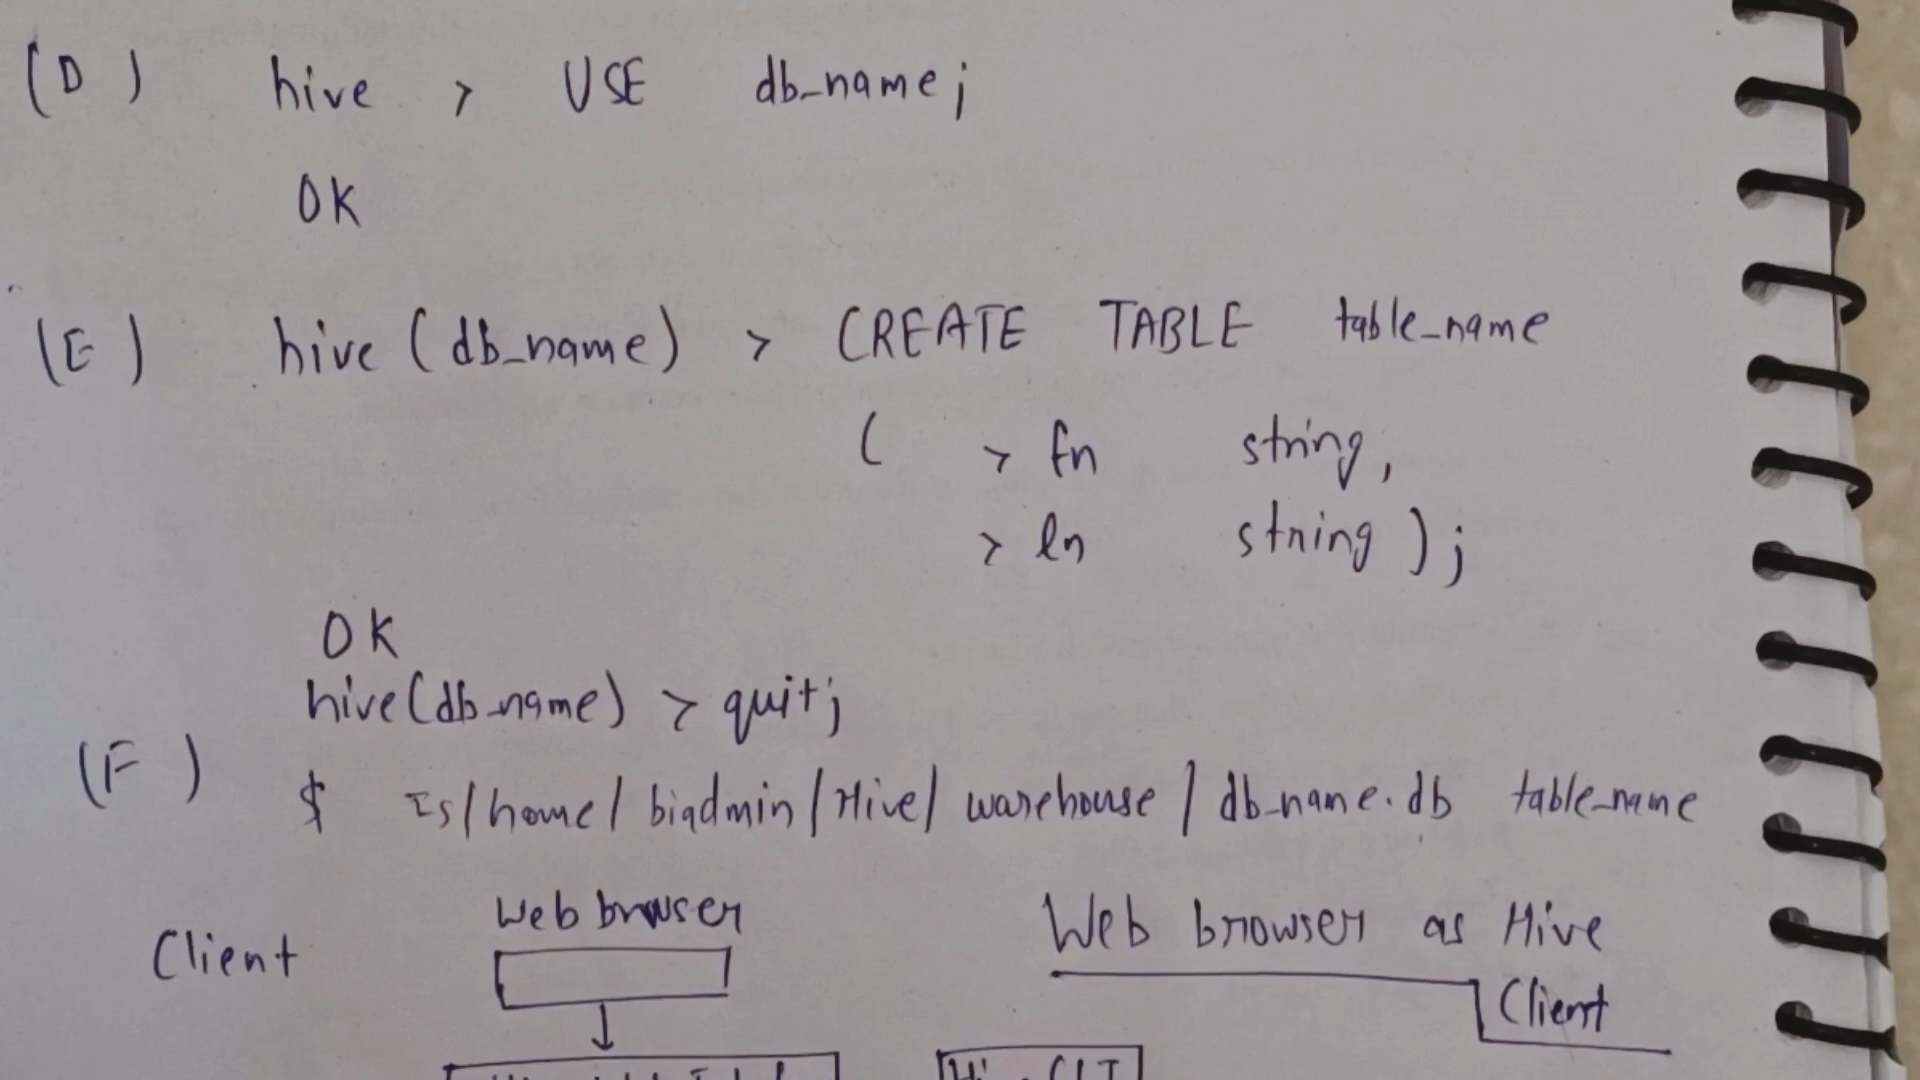 (D) hive > USE db_name;
OK
(E) hive (db_name) > CREATE TABLE table_name
( > fn string,
> ln string );
OK
hive(db_name) > quit;
(F)
$ Is/home/biadmin/Hive/warehouse/db_name.db table_name
Client
Web browser
Web browser as Hive
Client